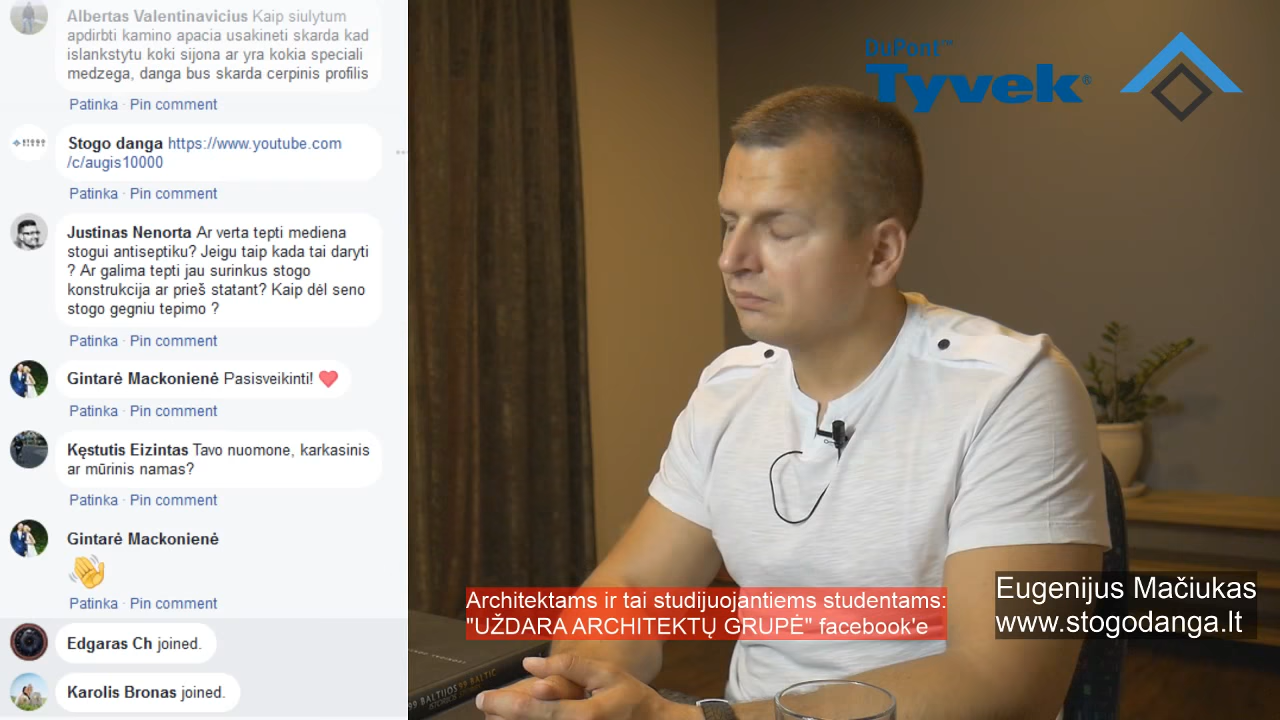 Albertas Valentinavicius Kaip siulytum
apdirbti kamino apacia usakineti skarda kad
islankstytu koki sijona ar yra kokia speciali
medzega, danga bus skarda cerpinis profilis
Patinka · Pin comment
Stogo danga https://www.youtube.com
/c/augis10000
Patinka · Pin comment
Justinas Nenorta Ar verta tepti mediena
stogui antiseptiku? Jeigu taip kada tai daryti
? Ar galima tepti jau surinkus stogo
konstrukcija ar prieš statant? Kaip dėl seno
stogo gegniu tepimo ?
Patinka · Pin comment
Gintarė Mackonienė Pasisveikinti! ❤
Patinka · Pin comment
Kęstutis Eizintas Tavo nuomone, karkasinis
ar mūrinis namas?
Patinka · Pin comment
Gintarė Mackonienė
👋
Patinka · Pin comment
Edgaras Ch joined.
Karolis Bronas joined.
DuPont™
Tyvek®
Architektams ir tai studijuojantiems studentams:
"UŽDARA ARCHITEKTŲ GRUPĖ" facebook'e
Eugenijus Mačiukas
www.stogodanga.lt
99 BALTIJOS 99 BALTIC